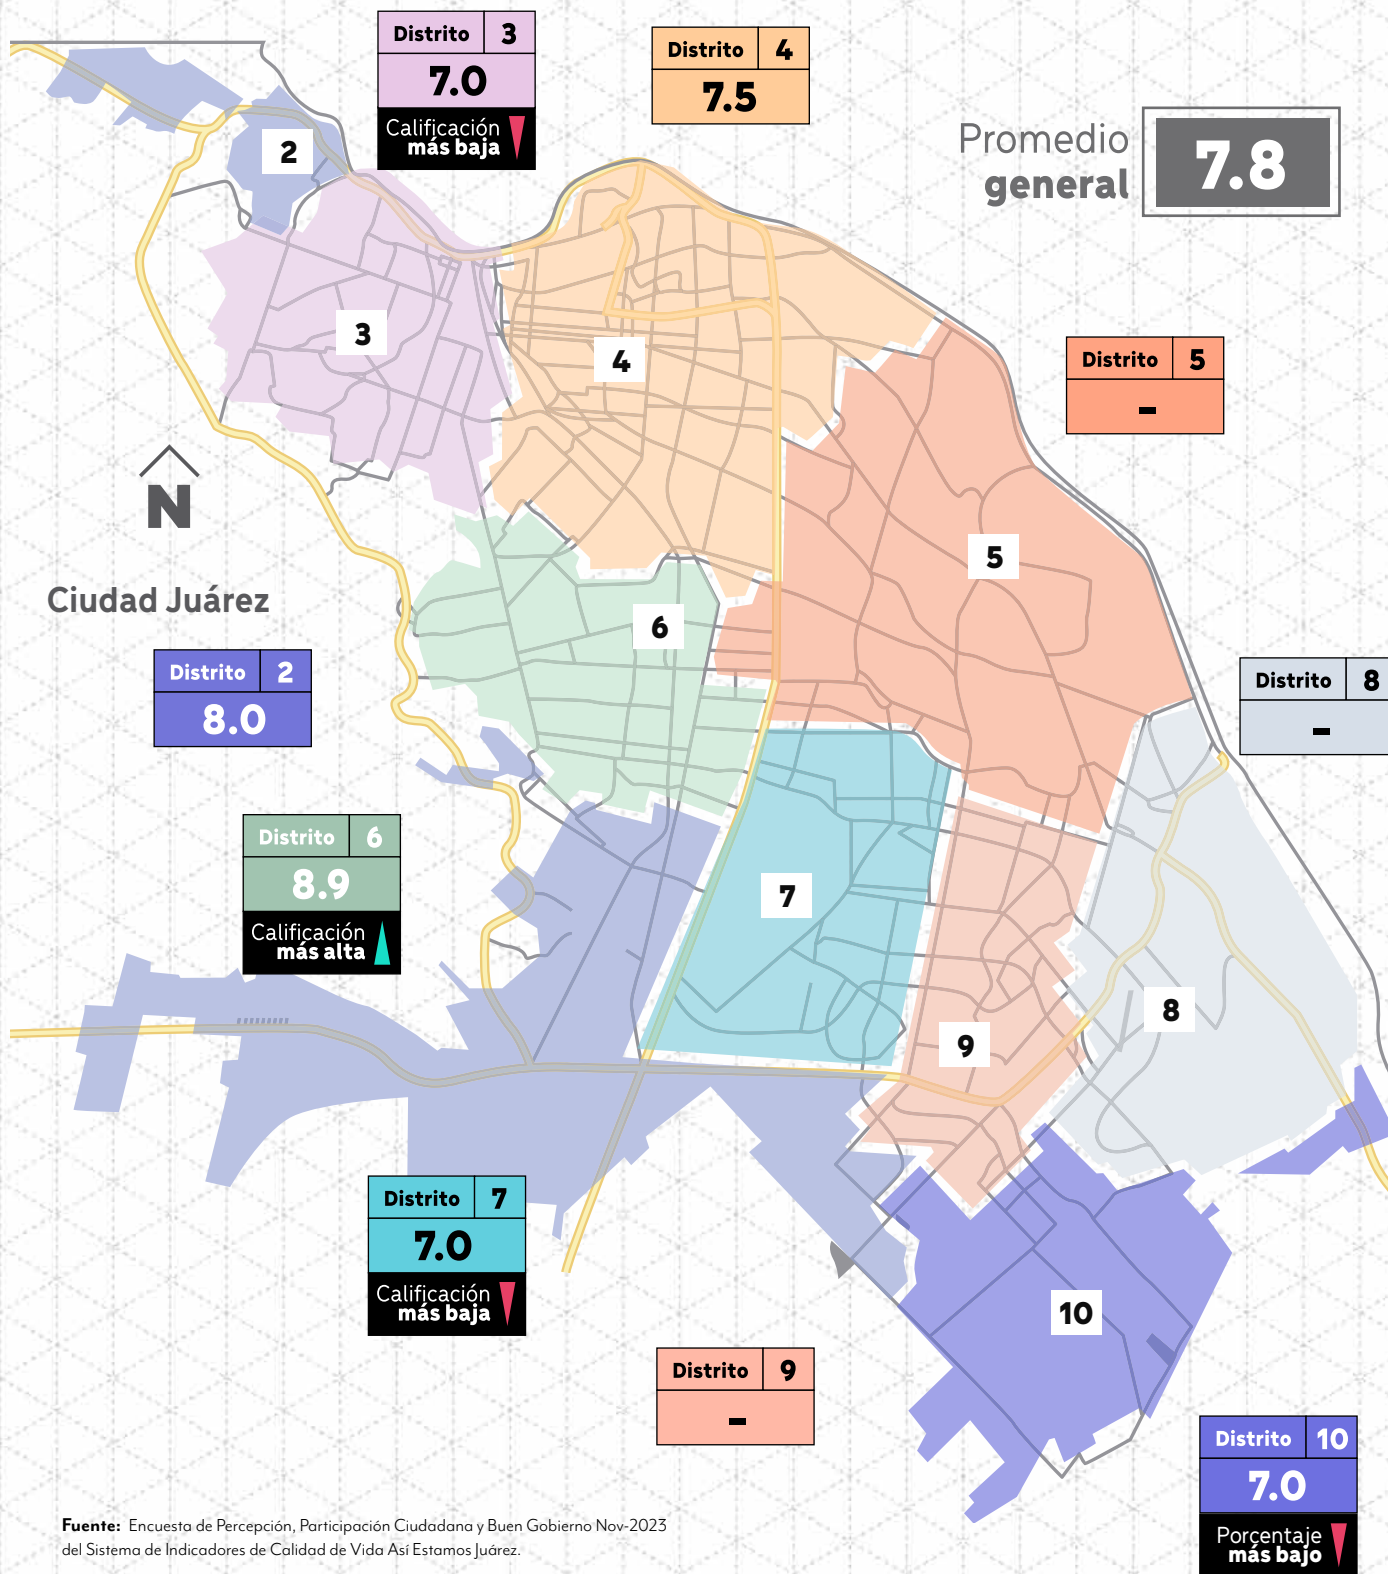 Distrito 3
7.0
Calificación
más baja
Distrito 4
7.5
Promedio
general
7.8
2
3
4
Distrito 5
-
N
5
Ciudad Juárez
6
Distrito 2
8.0
Distrito 8
-
Distrito 6
8.9
Calificación
más alta
7
8
9
Distrito 7
7.0
Calificación
más baja
10
Distrito 9
-
Distrito 10
7.0
Porcentaje
más bajo
Fuente: Encuesta de Percepción, Participación Ciudadana y Buen Gobierno Nov-2023
del Sistema de Indicadores de Calidad de Vida Así Estamos Juárez.